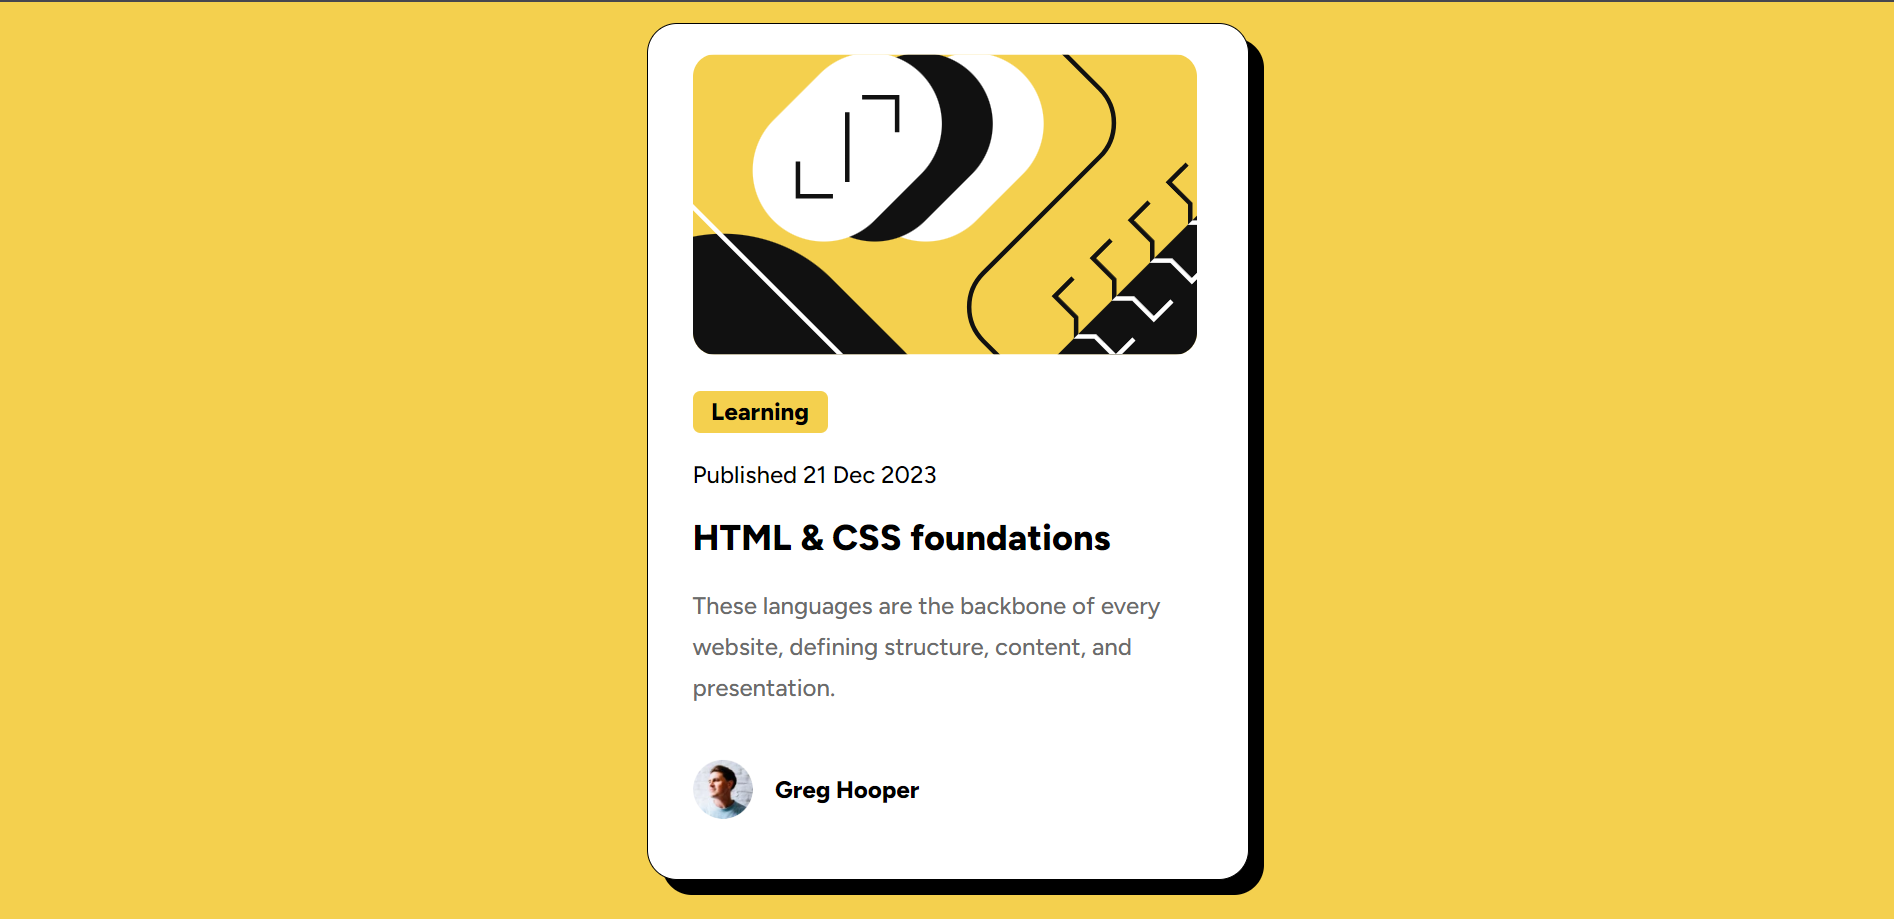 Learning
Published 21 Dec 2023
HTML & CSS foundations
These languages are the backbone of every
website, defining structure, content, and
presentation.
Greg Hooper